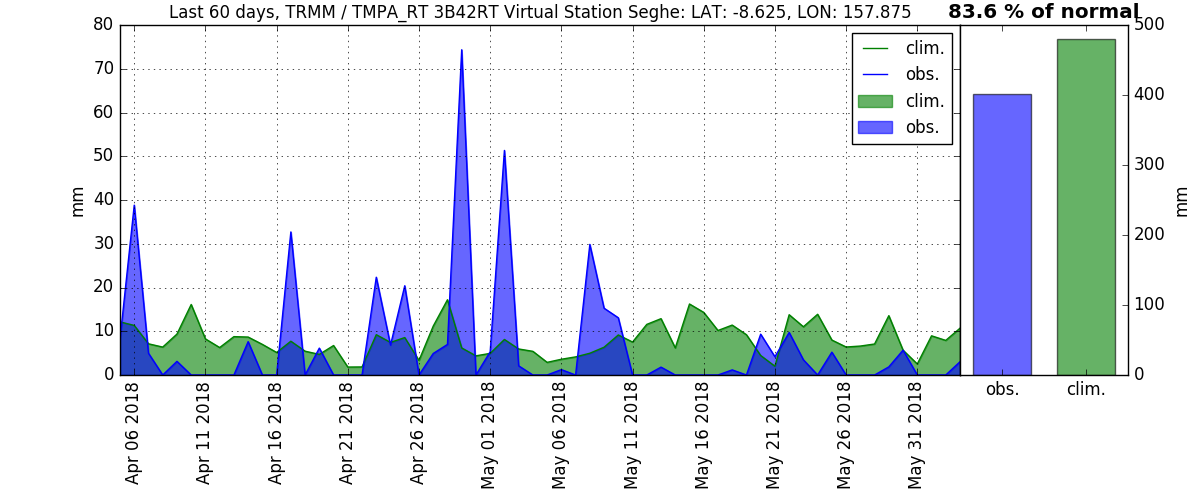 Last 60 days, TRMM / TMPA_RT 3B42RT Virtual Station Seghe: LAT: -8.625, LON: 157.875
83.6 % of normal
80
70
60
50
40
30
20
10
0
mm
clim.
obs.
clim.
obs.
Apr 06 2018
Apr 11 2018
Apr 16 2018
Apr 21 2018
Apr 26 2018
May 01 2018
May 06 2018
May 11 2018
May 16 2018
May 21 2018
May 26 2018
May 31 2018
500
400
300
200
100
0
mm
obs.
clim.